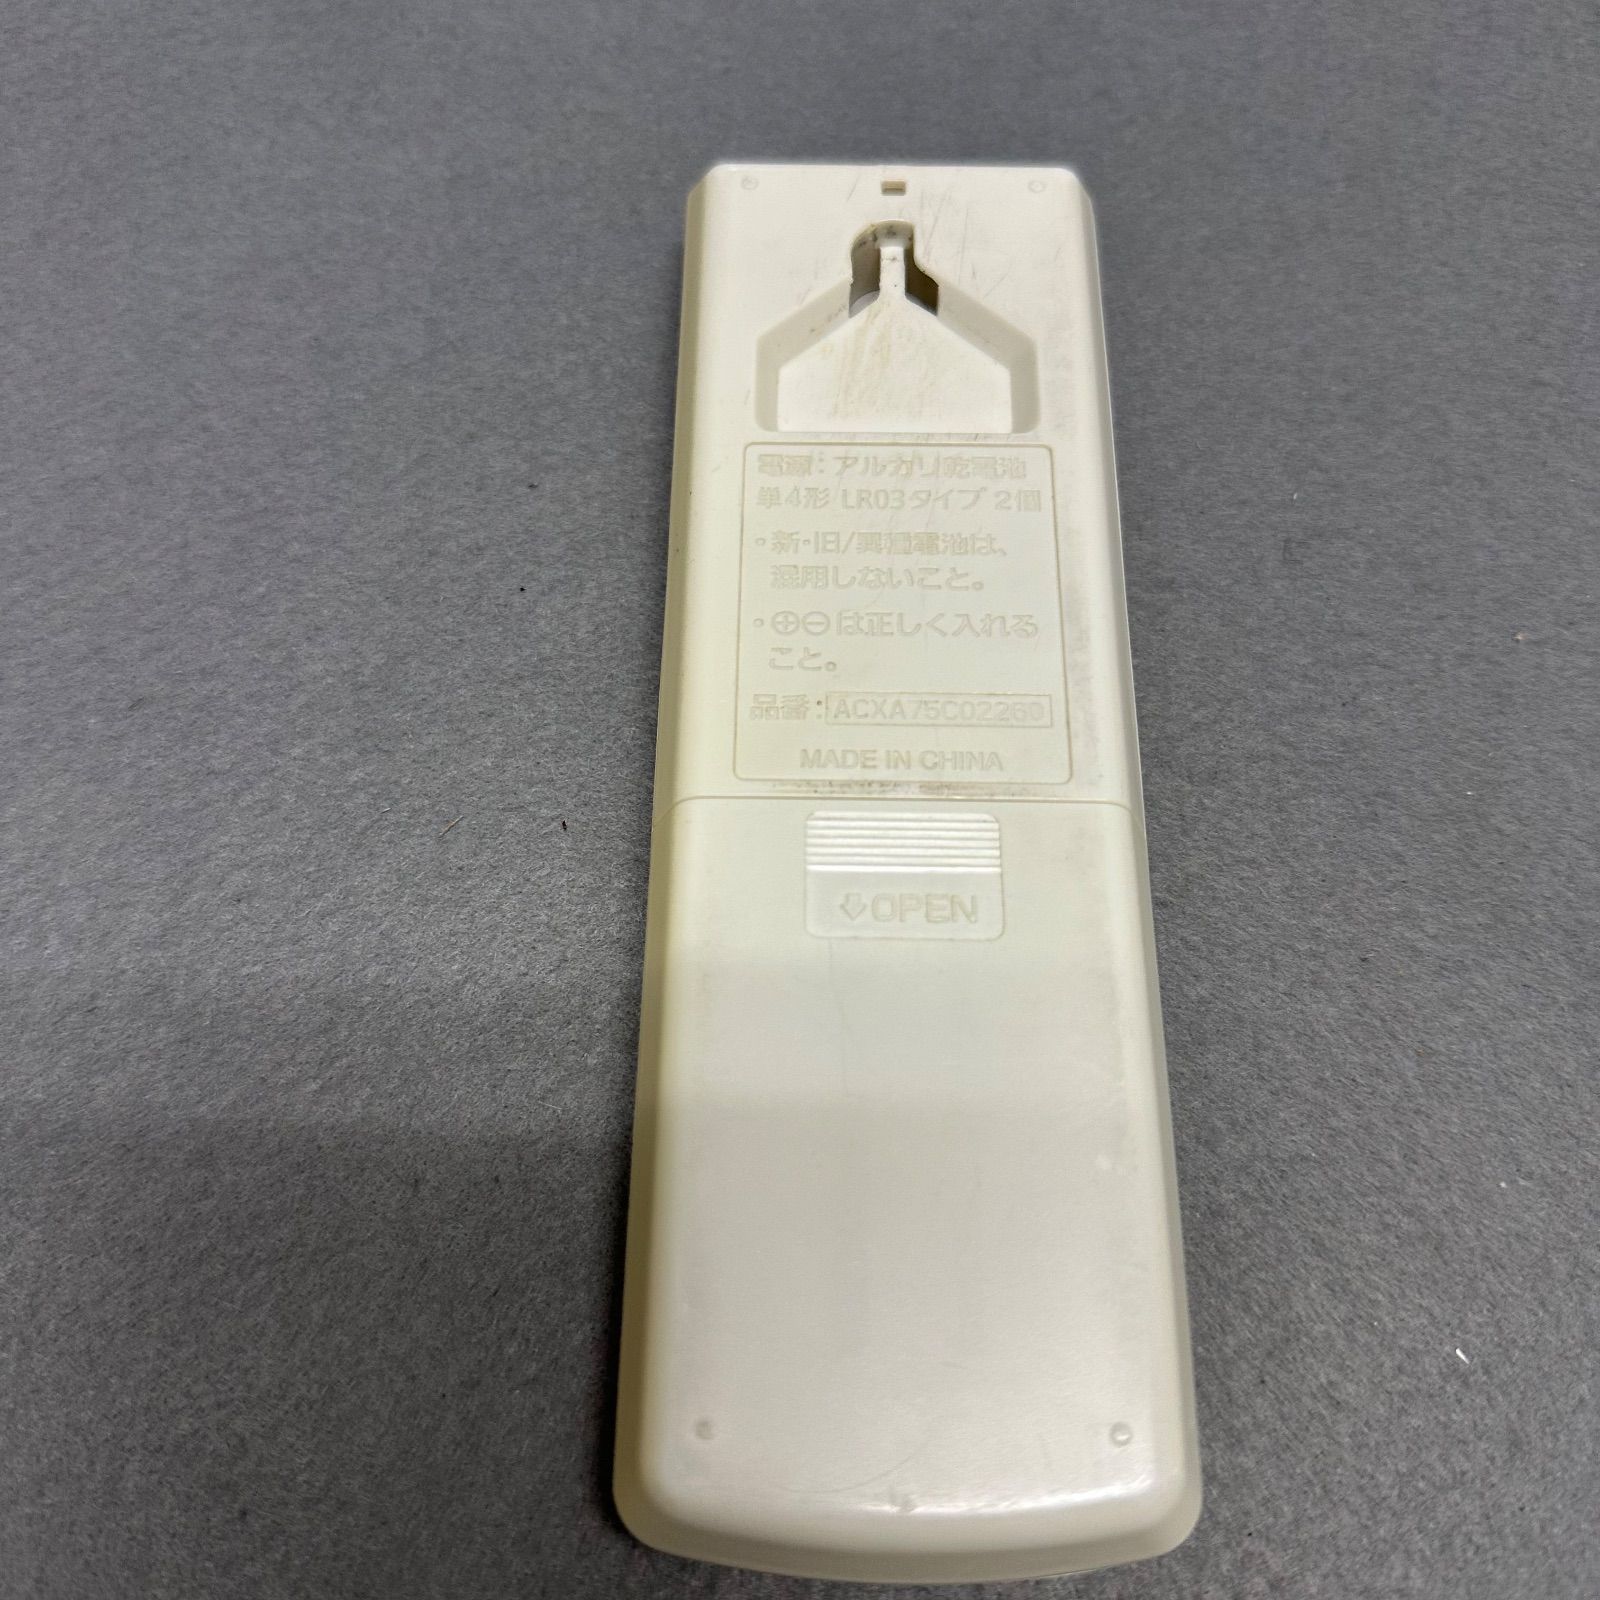 電源:アルカリ乾電池
単4形 LR03タイプ 2個
・新・旧/異種電池は、
混用しないこと。
・⊕⊖は正しく入れる
こと。
品番:ACXA75C02260
MADE IN CHINA
⇩OPEN